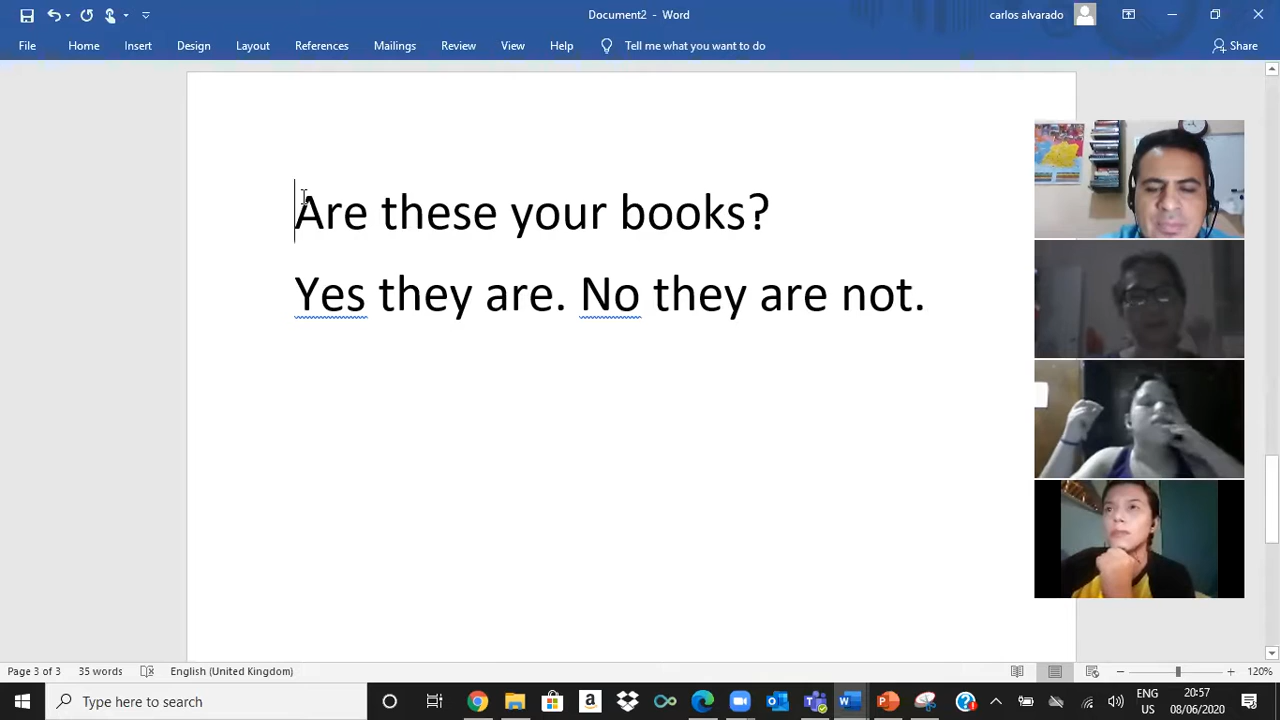 Document2 - Word
carlos alvarado
File Home Insert Design Layout References Mailings Review View Help Tell me what you want to do Share
Are these your books?
Yes they are. No they are not.
Page 3 of 3 35 words English (United Kingdom) 120%
Type here to search
ENG 20:57
US 08/06/2020